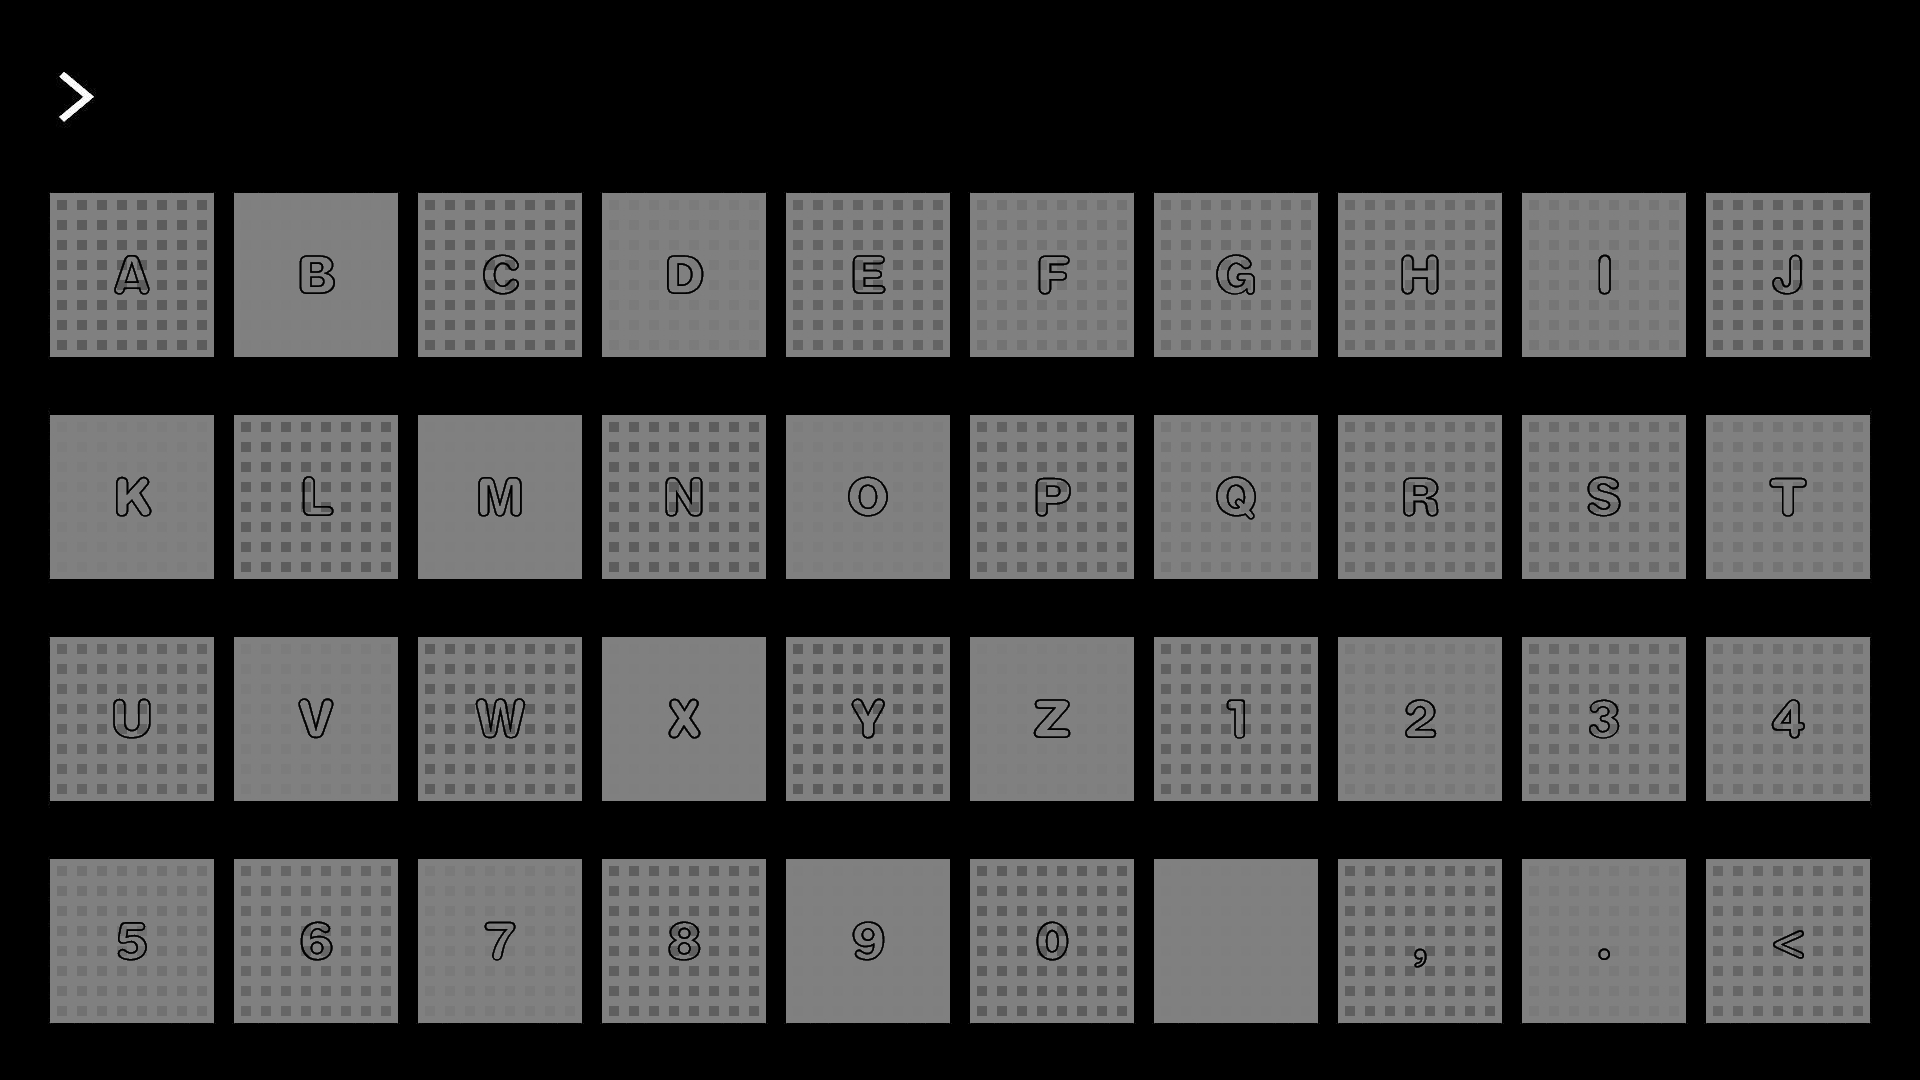 >
A B C D E F G H I J
K L M N O P Q R S T
U V W X Y Z 1 2 3 4
5 6 7 8 9 0 , . <